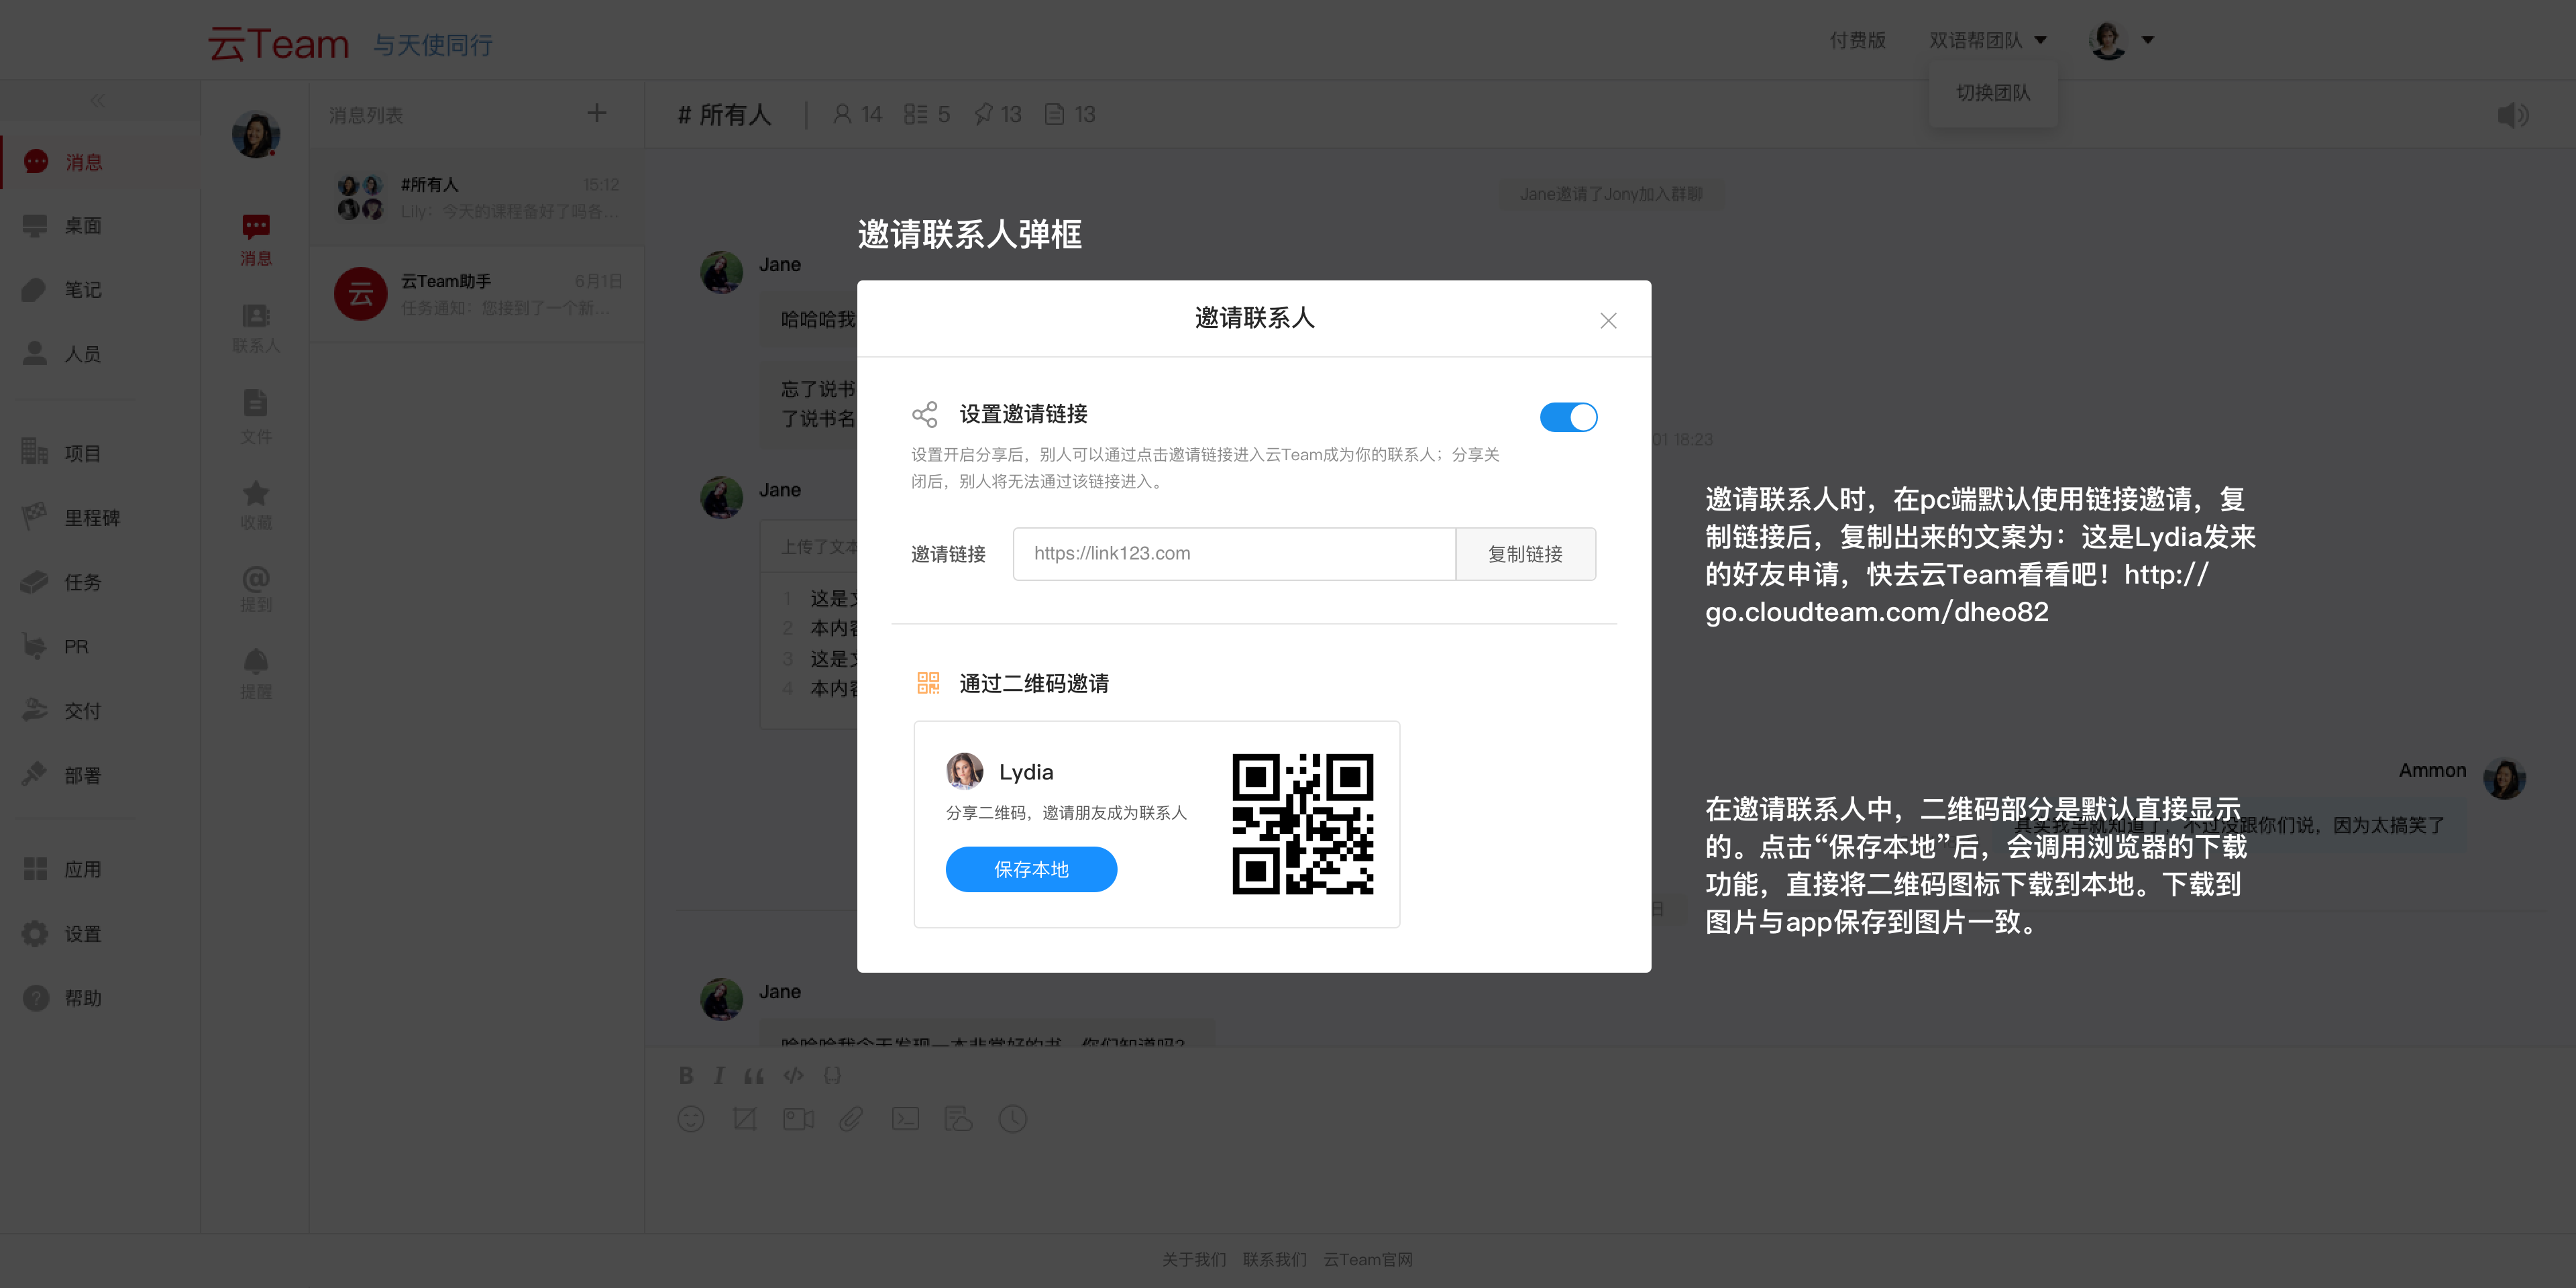 云Team 与天使同行
付费版 双语帮团队
切换团队
消息
桌面
笔记
人员
项目
里程碑
任务
PR
交付
部署
应用
设置
帮助
消息
联系人
文件
收藏
@
提到
提醒
消息列表
#所有人 15:12
Lily：今天的课程备好了吗各...
云
云Team助手 6月1日
任务通知：您接到了一个新...
# 所有人 14 5 13 13
Jane邀请了Jony加入群聊
邀请联系人弹框
Jane
哈哈哈我
忘了说书
了说书名
01 18:23
Jane
上传了文本
1 这是
2 本内容
3 这是
4 本内容
邀请联系人
设置邀请链接
设置开启分享后，别人可以通过点击邀请链接进入云Team成为你的联系人；分享关
闭后，别人将无法通过该链接进入。
邀请链接 https://link123.com 复制链接
通过二维码邀请
Lydia
分享二维码，邀请朋友成为联系人
保存本地
邀请联系人时，在pc端默认使用链接邀请，复
制链接后，复制出来的文案为：这是Lydia发来
的好友申请，快去云Team看看吧！http://
go.cloudteam.com/dheo82
Ammon
其实我早就知道了，不过没跟你们说，因为太搞笑了
在邀请联系人中，二维码部分是默认直接显示
的。点击“保存本地”后，会调用浏览器的下载
功能，直接将二维码图标下载到本地。下载到
图片与app保存到图片一致。
日
Jane
哈哈哈我今天发现一本非常好的书，你们知道吗？
B I
关于我们 联系我们 云Team官网